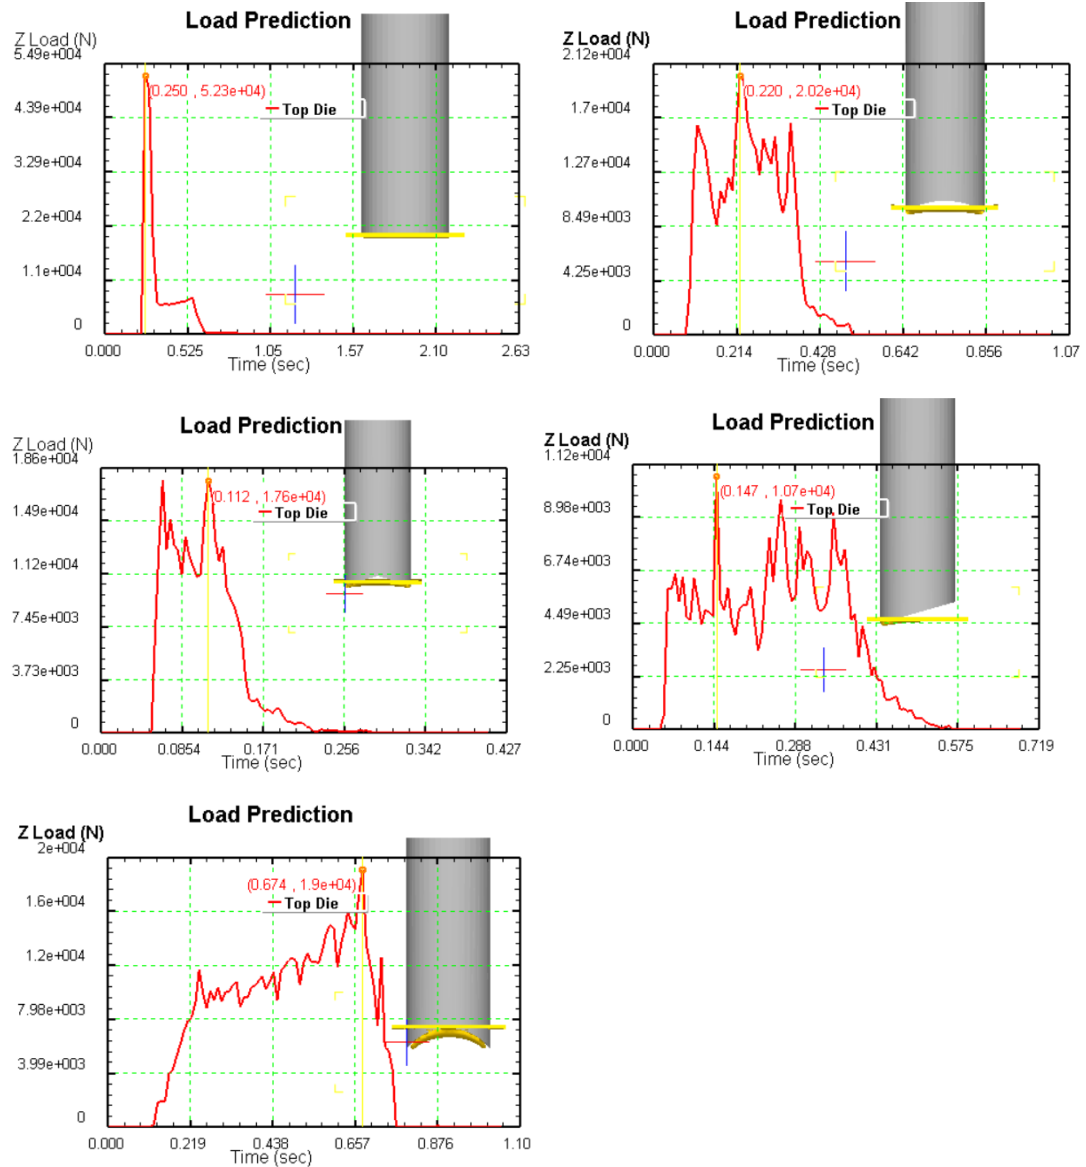 Load Prediction
Z Load (N)
5.49e+004
4.39e+004
3.29e+004
2.2e+004
1.1e+004
0
(0.250 , 5.23e+04)
Top Die
0.000 0.525 1.05 1.57 2.10 2.63
Time (sec)
Load Prediction
Z Load (N)
2.12e+004
1.7e+004
1.27e+004
8.49e+003
4.25e+003
0
(0.220 , 2.02e+04)
Top Die
0.000 0.214 0.428 0.642 0.856 1.07
Time (sec)
Load Prediction
Z Load (N)
1.86e+004
1.49e+004
1.12e+004
7.45e+003
3.73e+003
0
(0.112 , 1.76e+04)
Top Die
0.000 0.0854 0.171 0.256 0.342 0.427
Time (sec)
Load Prediction
Z Load (N)
1.12e+004
8.98e+003
6.74e+003
4.49e+003
2.25e+003
0
(0.147 , 1.07e+04)
Top Die
0.000 0.144 0.288 0.431 0.575 0.719
Time (sec)
Load Prediction
Z Load (N)
2e+004
1.6e+004
1.2e+004
7.98e+003
3.99e+003
0
(0.674 , 1.9e+04)
Top Die
0.000 0.219 0.438 0.657 0.876 1.10
Time (sec)